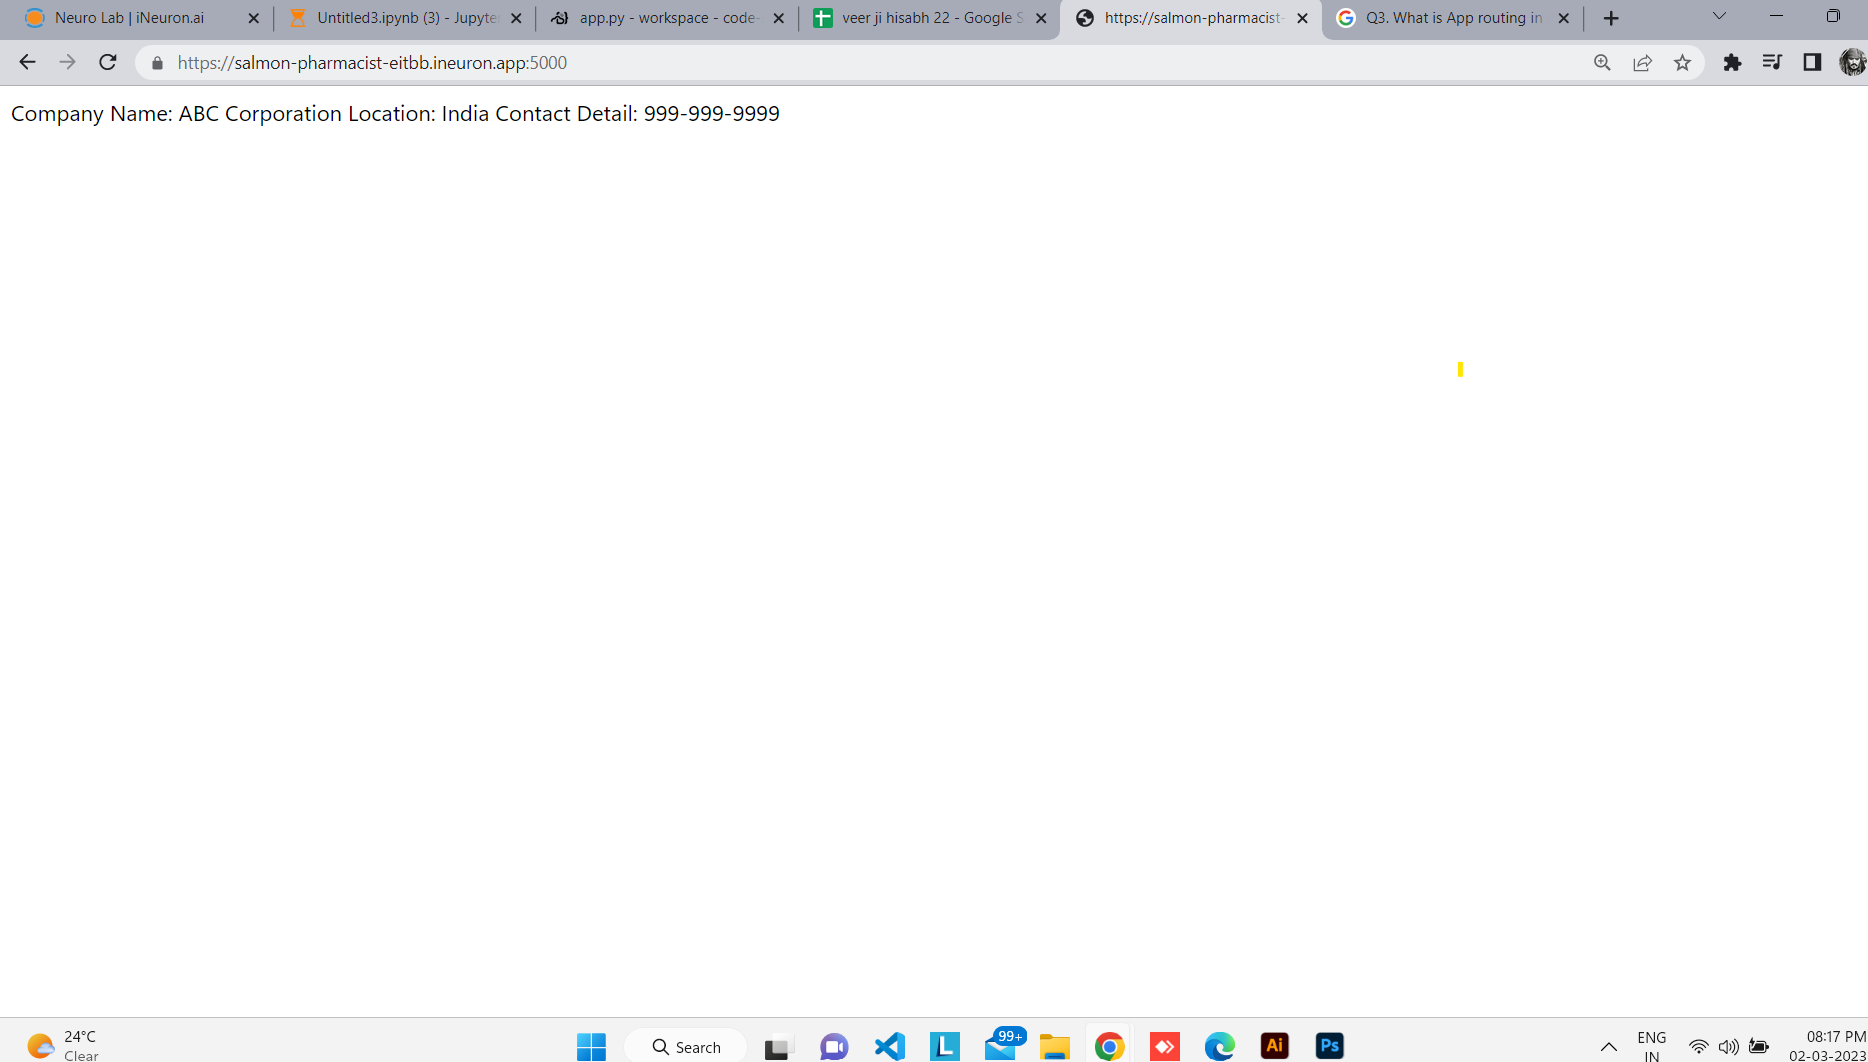 Neuro Lab | iNeuron.ai
Untitled3.ipynb (3) - Jupyte
app.py - workspace - code-
veer ji hisabh 22 - Google S
https://salmon-pharmacist-
Q3. What is App routing in
https://salmon-pharmacist-eitbb.ineuron.app:5000
Company Name: ABC Corporation Location: India Contact Detail: 999-999-9999
24°C
Clear
Search
L
99+
Ai
Ps
ENG
IN
08:17 PM
02-03-2023